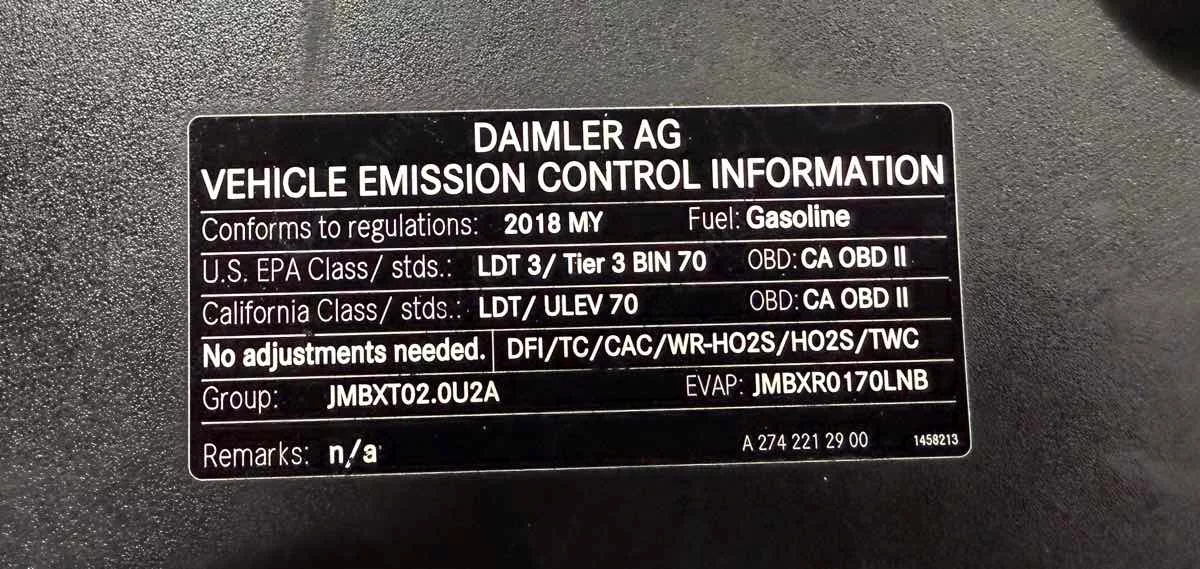 DAIMLER AG
VEHICLE EMISSION CONTROL INFORMATION
Conforms to regulations: 2018 MY Fuel: Gasoline
U.S. EPA Class/ stds.: LDT 3/ Tier 3 BIN 70 OBD: CA OBD II
California Class/ stds.: LDT/ ULEV 70 OBD: CA OBD II
No adjustments needed. DFI/TC/CAC/WR-HO2S/HO2S/TWC
Group: JMBXT02.0U2A EVAP: JMBXR0170LNB
Remarks: n/a A 274 221 29 00 1458213